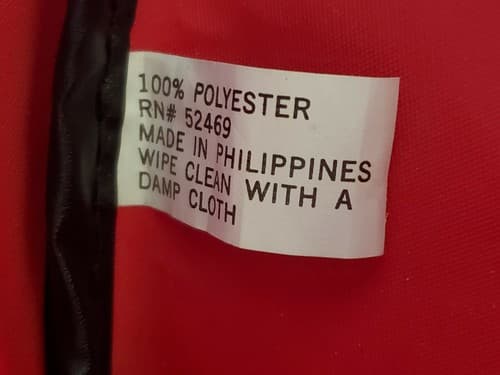 100% POLYESTER
RN# 52469
MADE IN PHILIPPINES
WIPE CLEAN WITH A
DAMP CLOTH